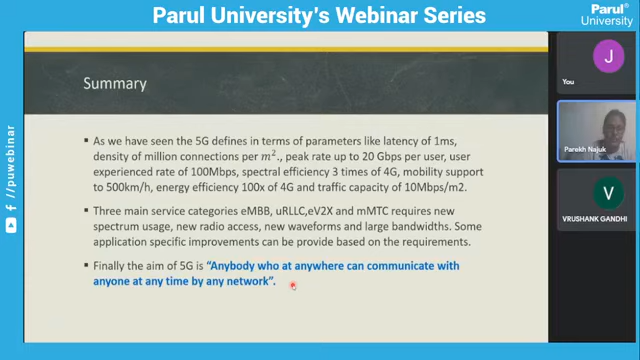 Parul University's Webinar Series
Parul®
University
Summary
As we have seen the 5G defines in terms of parameters like latency of 1ms,
density of million connections per m²., peak rate up to 20 Gbps per user, user
experienced rate of 100Mbps, spectral efficiency 3 times of 4G, mobility support
to 500km/h, energy efficiency 100x of 4G and traffic capacity of 10Mbps/m2.
Three main service categories eMBB, uRLLC,eV2X and mMTC requires new
spectrum usage, new radio access, new waveforms and large bandwidths. Some
application specific improvements can be provide based on the requirements.
Finally the aim of 5G is "Anybody who at anywhere can communicate with
anyone at any time by any network".
J
You
Parekh Najuk
V
VRUSHANK GANDHI
/puwebinar